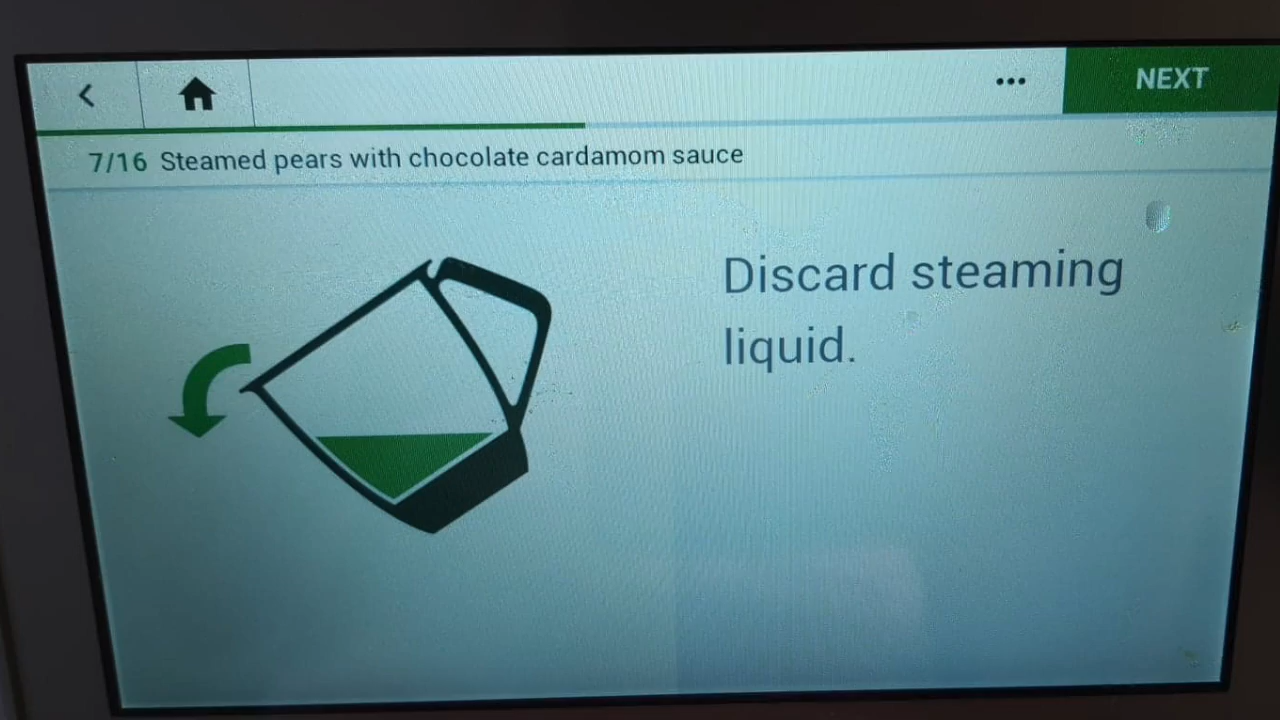 NEXT
7/16 Steamed pears with chocolate cardamom sauce
Discard steaming
liquid.